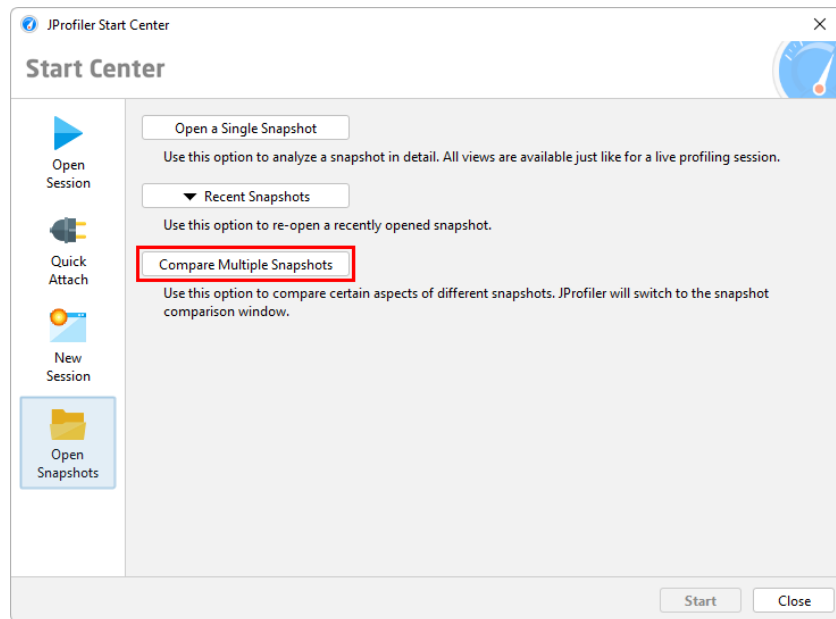 JProfiler Start Center
Start Center
Open
Session
Quick
Attach
New
Session
Open
Snapshots
Open a Single Snapshot
Use this option to analyze a snapshot in detail. All views are available just like for a live profiling session.
Recent Snapshots
Use this option to re-open a recently opened snapshot.
Compare Multiple Snapshots
Use this option to compare certain aspects of different snapshots. JProfiler will switch to the snapshot
comparison window.
Start
Close